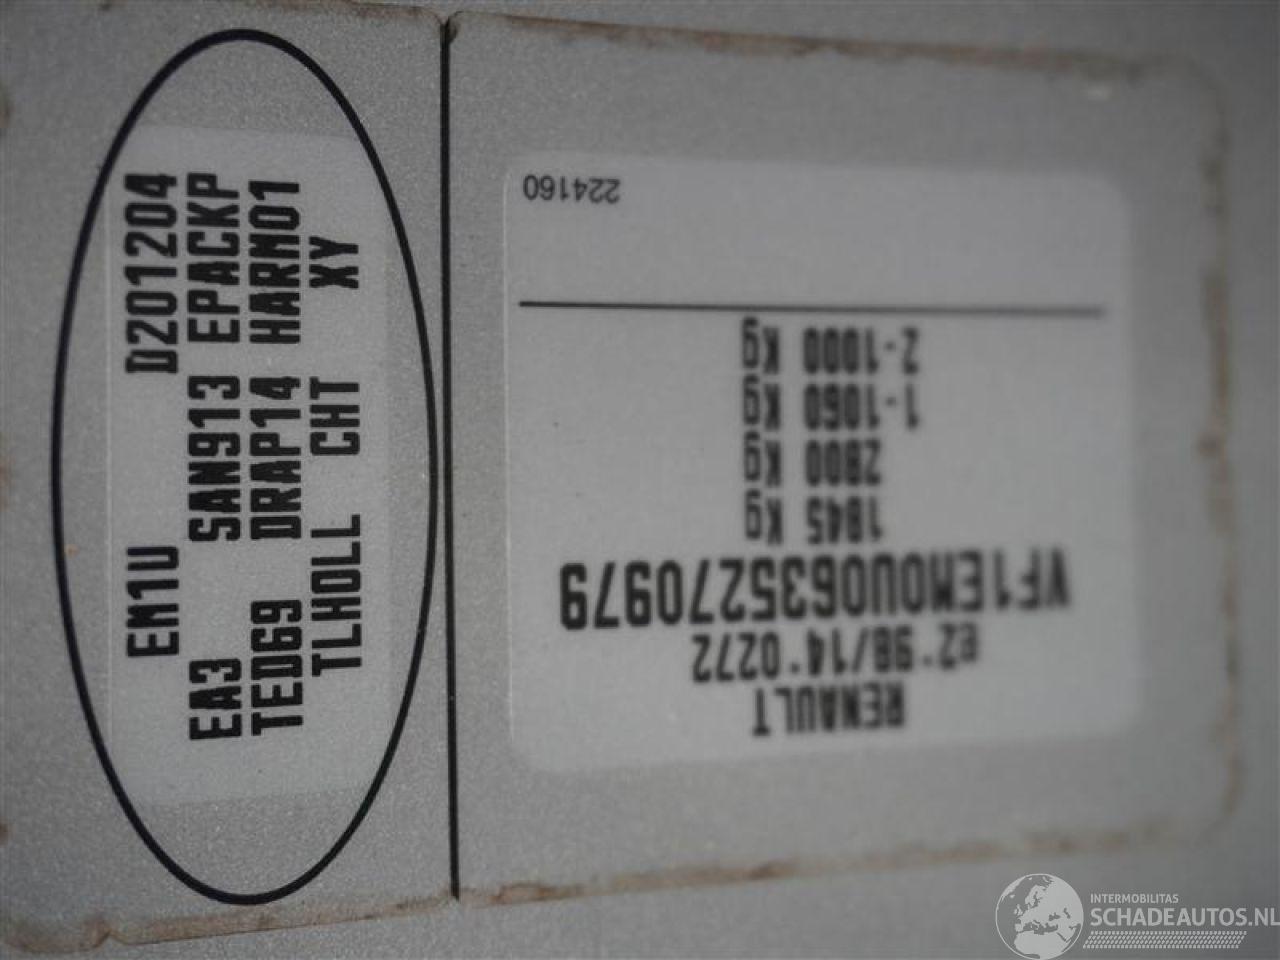 EM1U D201204
EA3 SAN913 EPACKP
TED69 DRAP14 HARM01
TLHOLL CHT XY
RENAULT
e2*98/14*0272
VF1EM0U0635270979
1845 Kg
2800 Kg
1-1060 Kg
2-1000 Kg
224160
INTERMOBILITAS
SCHADEAUTOS.NL